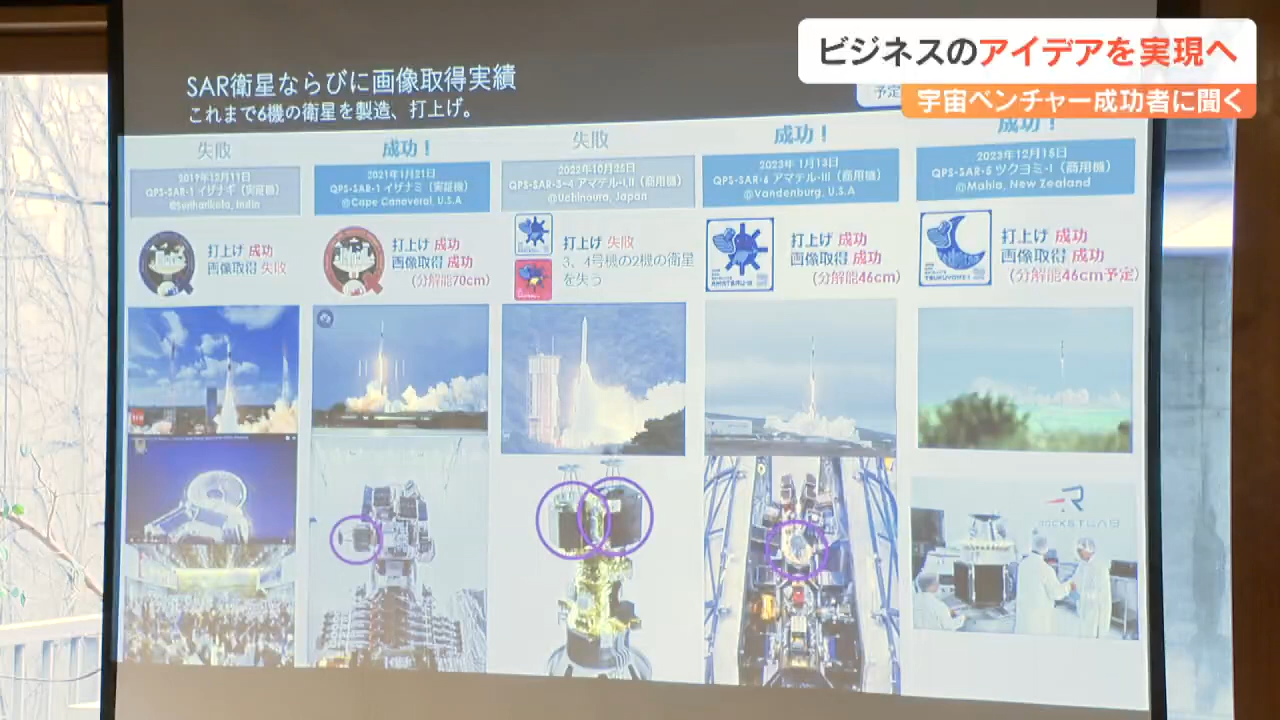 ビジネスのアイデアを実現へ
宇宙ベンチャー成功者に聞く
SAR衛星ならびに画像取得実績
これまで6機の衛星を製造、打上げ。
予定
失敗
2019年12月11日
QPS-SAR-1 イザナギ（実証機）
@Sriharikota, India
打上げ 成功
画像取得 失敗
成功！
2021年1月21日
QPS-SAR-1 イザナミ（実証機）
@Cape Caneveral U.S.A
打上げ 成功
画像取得 成功
(分解能70cm)
失敗
2022年10月25日
QPS-SAR-3-4 アマテル-I,II（商用機）
@Uchinoura, Japan
打上げ 失敗
3、4号機の2機の衛星
を失う
成功！
2023年 1月13日
QPS-SAR-6 アマテル-III（商用機）
@Vandenburg, U.S.A
打上げ 成功
画像取得 成功
(分解能46cm)
成功！
2023年12月15日
QPS-SAR-5 ツクヨミ-I（商用機）
@Mahia, New Zealand
打上げ 成功
画像取得 成功
(分解能46cm予定)
AMATERU-III
TSUKUYOMI-I
ROCKETLAB